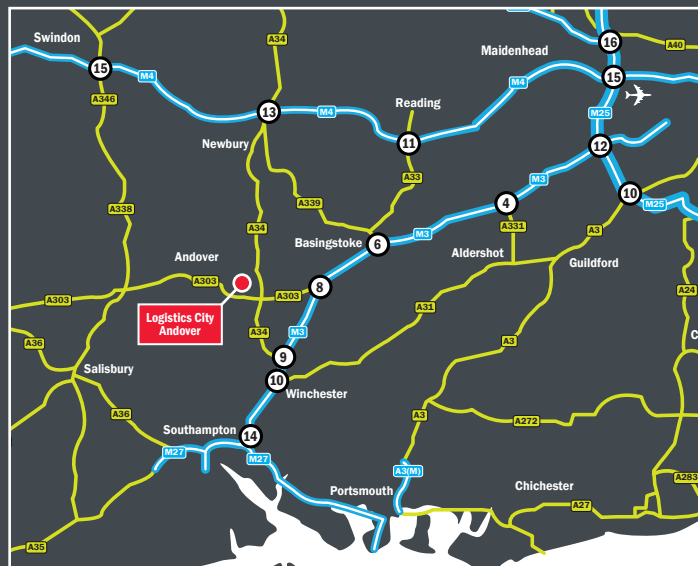 A34
A40
Swindon
16
Maidenhead
15
15
M4
M4
A346
Reading
M25
13
M4
Newbury
11
12
A33
M3
10
A338
A339
4
M25
A34
A331
A3
Basingstoke
6
M3
Aldershot
Guildford
Andover
A303
8
A24
A303
A303
Logistics City
Andover
A31
A34
M3
A36
A3
C
9
Salisbury
10
Winchester
A36
A3
A272
Southampton
14
M27
M27
A3(M)
A283
Portsmouth
Chichester
A27
A35